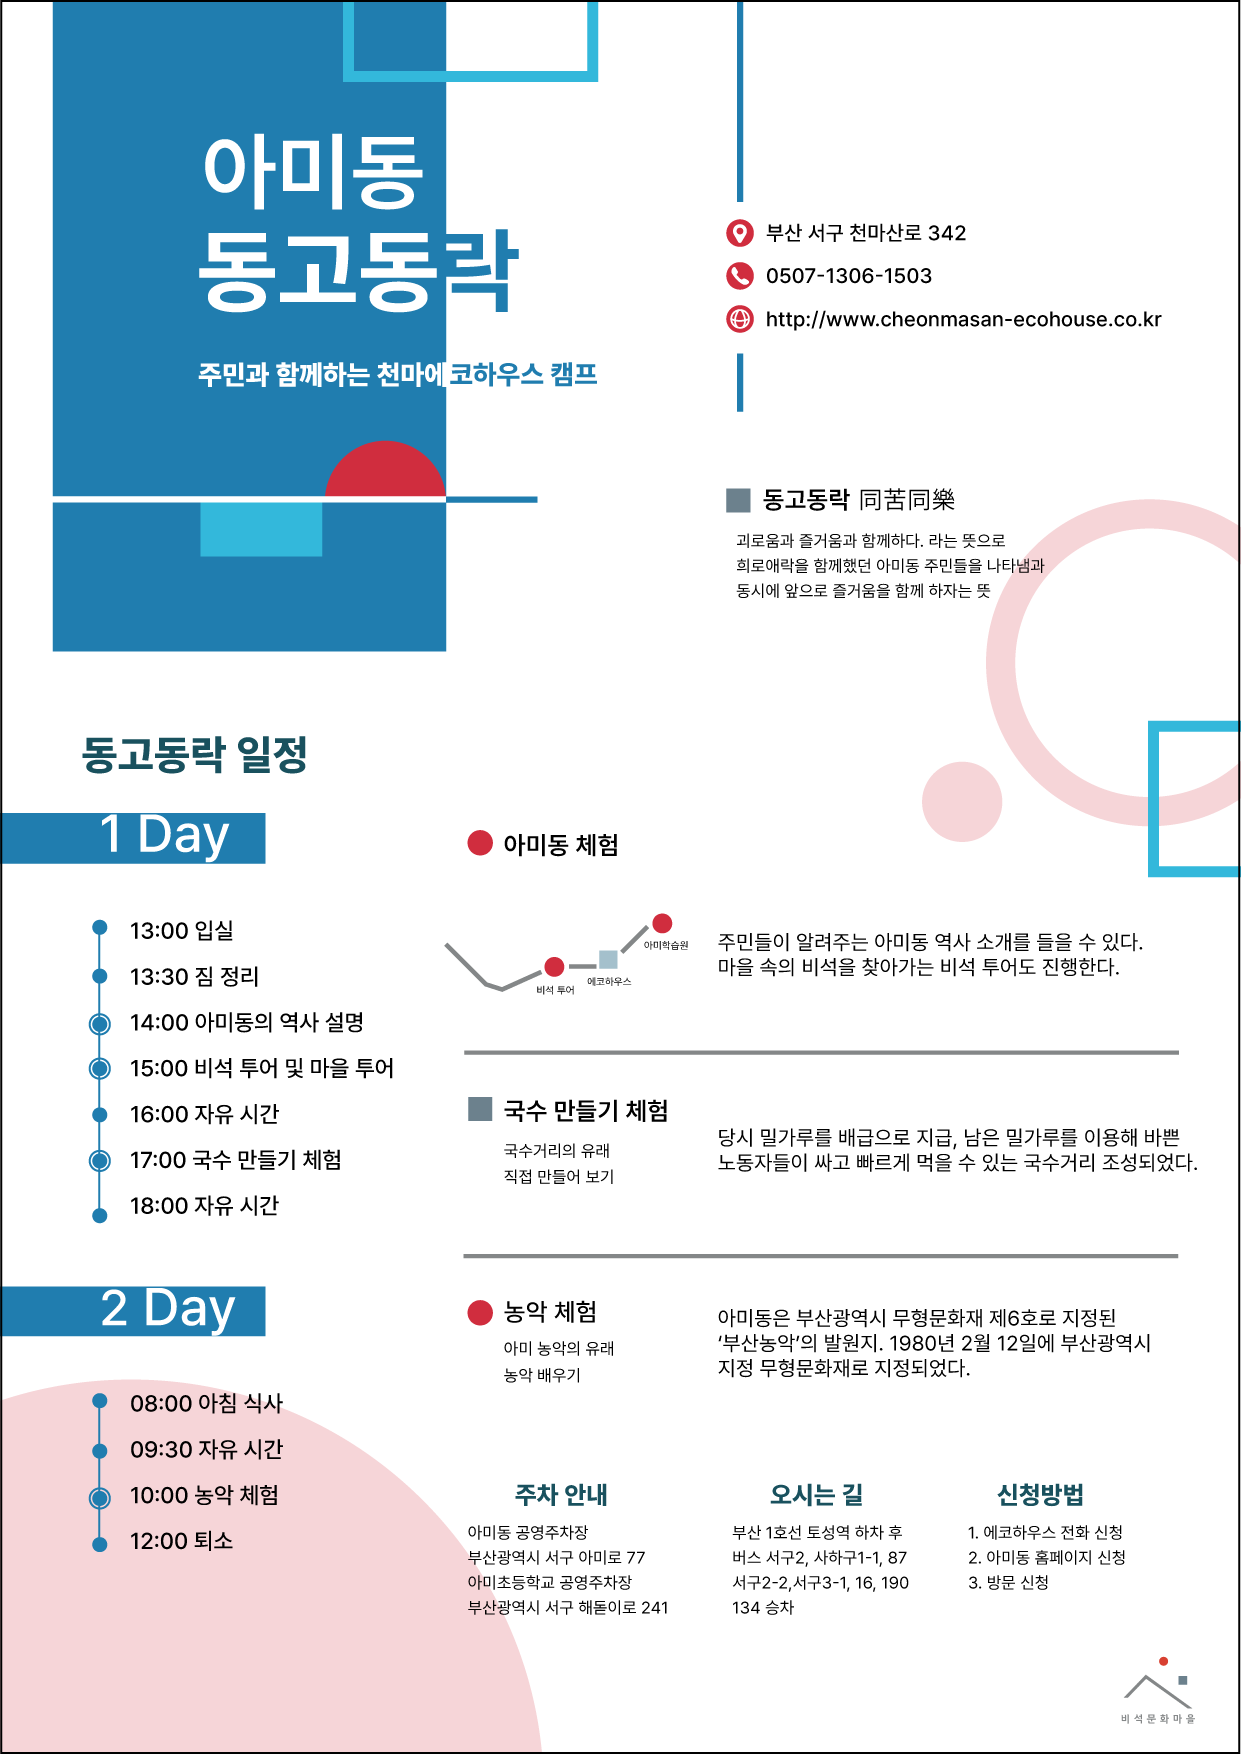 아미동
동고동락
주민과 함께하는 천마에코하우스 캠프
부산 서구 천마산로 342
0507-1306-1503
http://www.cheonmasan-ecohouse.co.kr
동고동락 同苦同樂
괴로움과 즐거움과 함께하다. 라는 뜻으로
희로애락을 함께했던 아미동 주민들을 나타냄과
동시에 앞으로 즐거움을 함께 하자는 뜻
동고동락 일정
1 Day
13:00 입실
13:30 짐 정리
14:00 아미동의 역사 설명
15:00 비석 투어 및 마을 투어
16:00 자유 시간
17:00 국수 만들기 체험
18:00 자유 시간
아미동 체험
아미학습원
에코하우스
비석 투어
주민들이 알려주는 아미동 역사 소개를 들을 수 있다.
마을 속의 비석을 찾아가는 비석 투어도 진행한다.
국수 만들기 체험
국수거리의 유래
직접 만들어 보기
당시 밀가루를 배급으로 지급, 남은 밀가루를 이용해 바쁜
노동자들이 싸고 빠르게 먹을 수 있는 국수거리 조성되었다.
2 Day
08:00 아침 식사
09:30 자유 시간
10:00 농악 체험
12:00 퇴소
농악 체험
아미 농악의 유래
농악 배우기
아미동은 부산광역시 무형문화재 제6호로 지정된
‘부산농악’의 발원지. 1980년 2월 12일에 부산광역시
지정 무형문화재로 지정되었다.
주차 안내
아미동 공영주차장
부산광역시 서구 아미로 77
아미초등학교 공영주차장
부산광역시 서구 해돋이로 241
오시는 길
부산 1호선 토성역 하차 후
버스 서구2, 사하구1-1, 87
서구2-2,서구3-1, 16, 190
134 승차
신청방법
1. 에코하우스 전화 신청
2. 아미동 홈페이지 신청
3. 방문 신청
비석문화마을